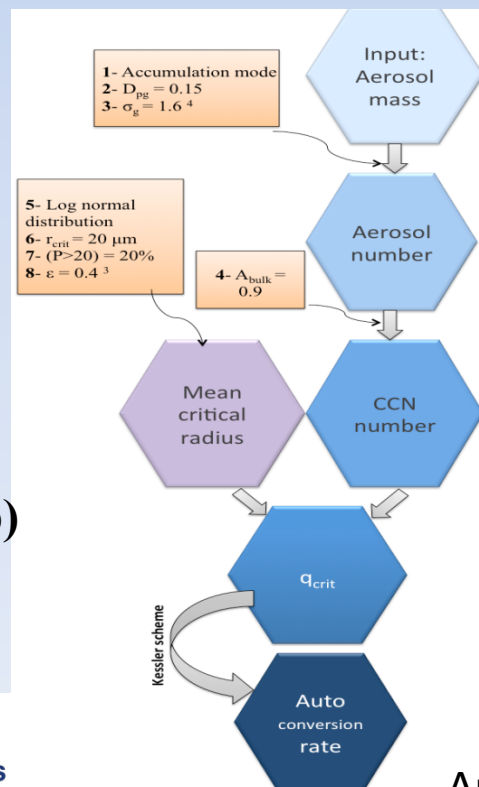 Input:
Aerosol
mass
1- Accumulation mode
2- Dpg = 0.15
3- σg = 1.6 ⁴
Aerosol
number
5- Log normal
distribution
6- rcrit = 20 μm
7- (P>20) = 20%
8- ε = 0.4 ³
4- Abulk =
0.9
Mean
critical
radius
CCN
number
)
qcrit
Kessler scheme
Auto
conversion
rate
s